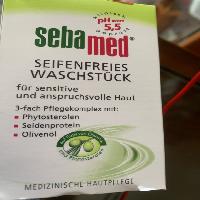 pH-Wert
5,5
sebamed®
SEIFENFREIES
WASCHSTÜCK
für sensitive
und anspruchsvolle Haut
3-fach Pflegekomplex mit:
• Phytosterolen
• Seidenprotein
• Olivenöl
MEDIZINISCHE HAUTPFLEGE